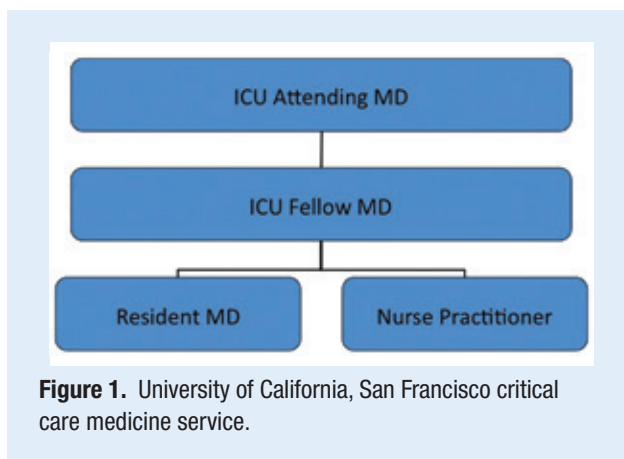 ICU Attending MD
ICU Fellow MD
Resident MD
Nurse Practitioner
Figure 1. University of California, San Francisco critical
care medicine service.